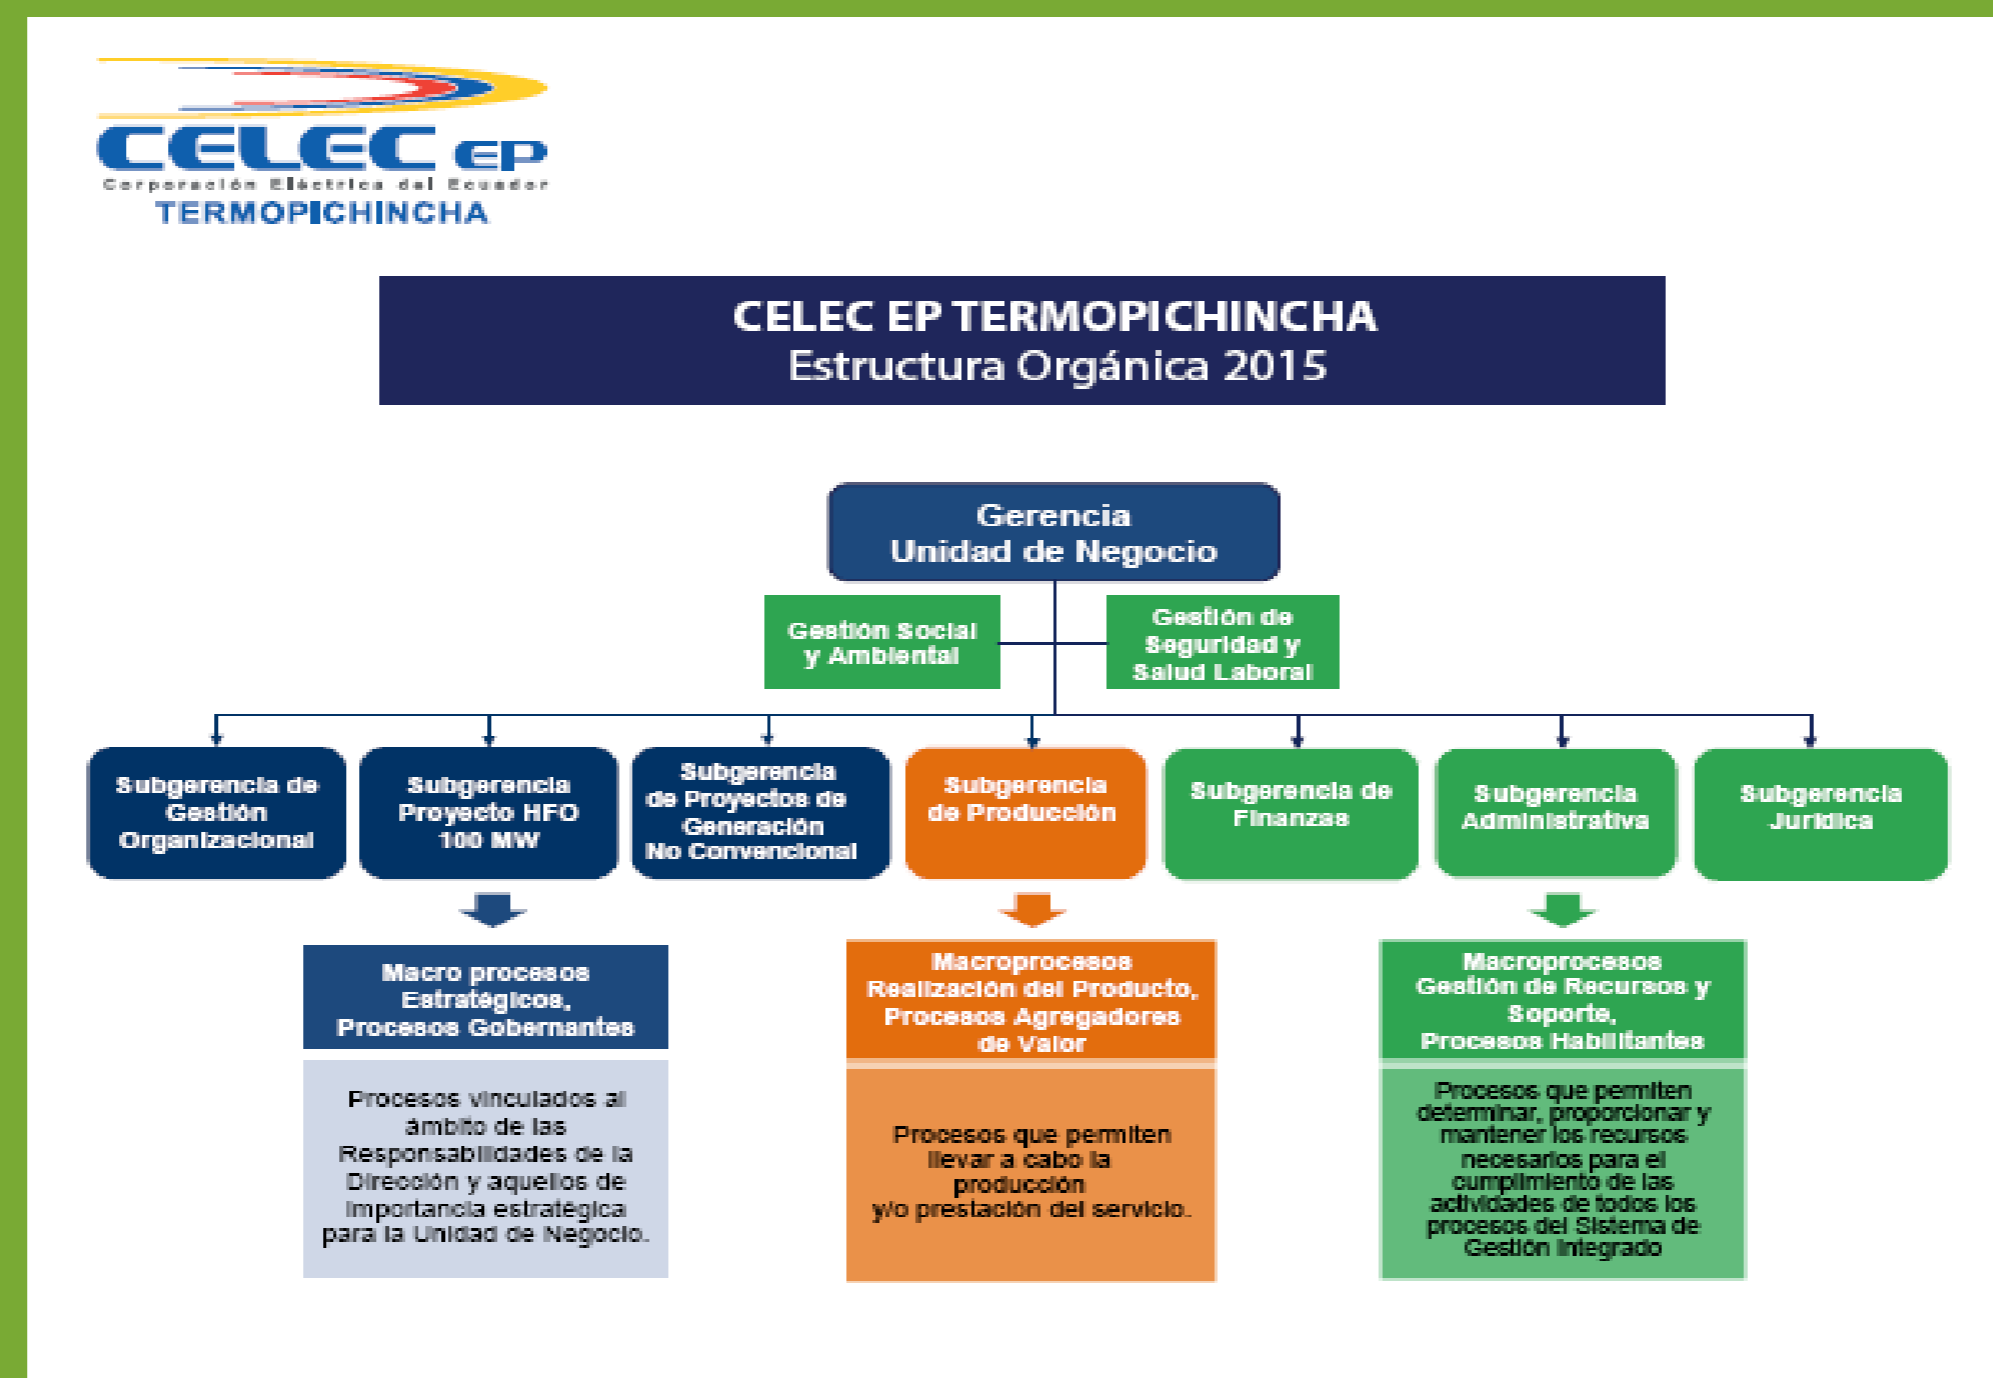 CELEC EP
Corporación Eléctrica del Ecuador
TERMOPICHINCHA
CELEC EP TERMOPICHINCHA
Estructura Orgánica 2015
Gerencia
Unidad de Negocio
Gestión Social
y Ambiental
Gestión de
Seguridad y
Salud Laboral
Subgerencia de
Gestión
Organizacional
Subgerencia
Proyecto HFO
100 MW
Subgerencia
de Proyectos de
Generación
No Convencional
Subgerencia
de Producción
Subgerencia de
Finanzas
Subgerencia
Administrativa
Subgerencia
Jurídica
Macro procesos
Estratégicos,
Procesos Gobernantes
Procesos vinculados al
ámbito de las
Responsabilidades de la
Dirección y aquellos de
importancia estratégica
para la Unidad de Negocio.
Macroprocesos
Realización del Producto,
Procesos Agregadores
de Valor
Procesos que permiten
llevar a cabo la
producción
y/o prestación del servicio.
Macroprocesos
Gestión de Recursos y
Soporte,
Procesos Habilitantes
Procesos que permiten
determinar, proporcionar y
mantener los recursos
necesarios para el
cumplimiento de las
actividades de todos los
procesos del Sistema de
Gestión Integrado